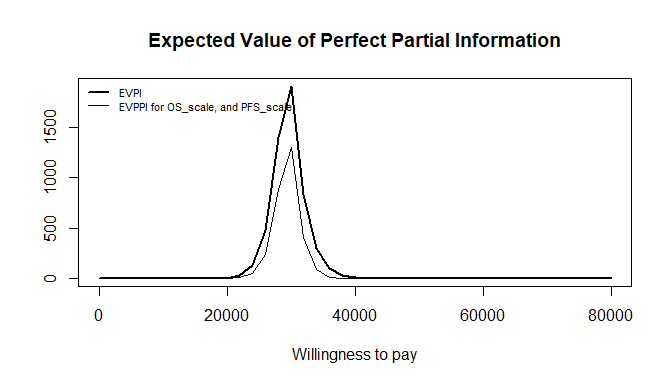 Expected Value of Perfect Partial Information
EVPI
EVPPI for OS_scale, and PFS_scale
1500
1000
500
0
0 20000 40000 60000 80000
Willingness to pay